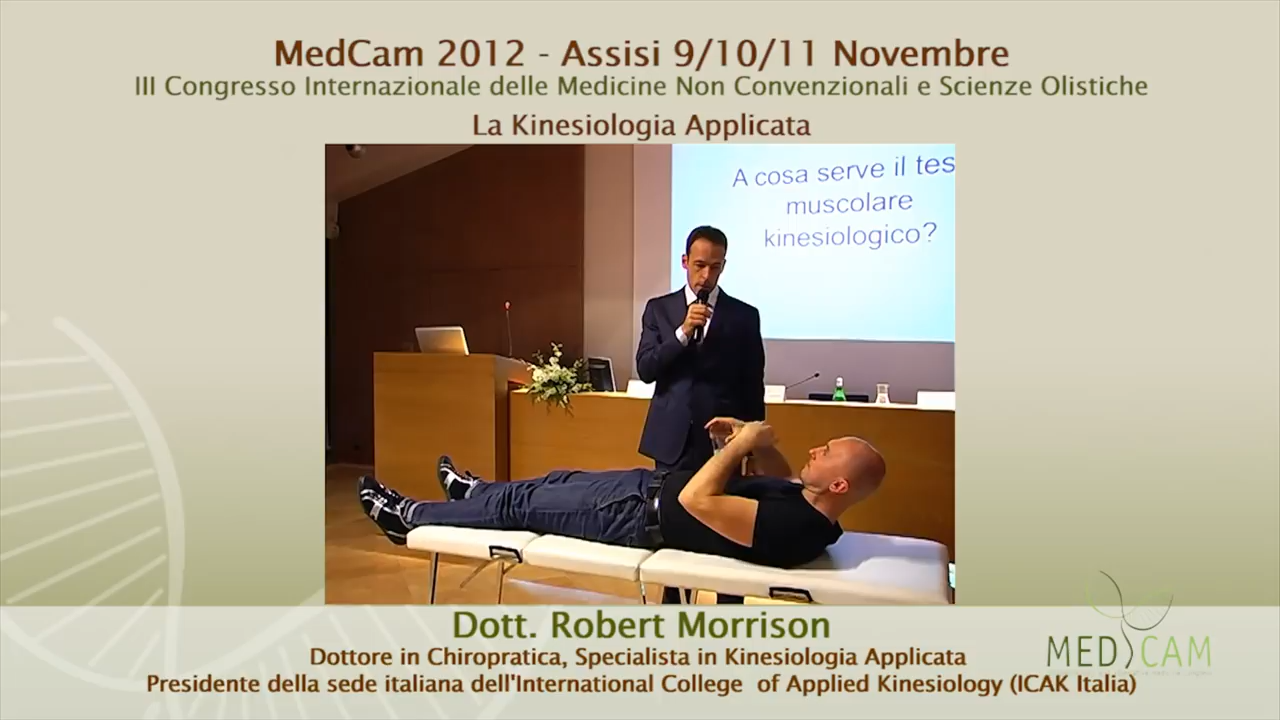 MedCam 2012 - Assisi 9/10/11 Novembre
III Congresso Internazionale delle Medicine Non Convenzionali e Scienze Olistiche
La Kinesiologia Applicata
A cosa serve il tes
muscolare
kinesiologico?
Dott. Robert Morrison
Dottore in Chiropratica, Specialista in Kinesiologia Applicata
Presidente della sede italiana dell'International College of Applied Kinesiology (ICAK Italia)
MEDICAM